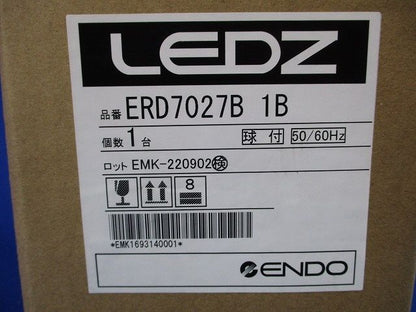 LEDZ
品番 ERD7027B 1B
個数 1 台 球付 50/60Hz
ロット EMK-220902 検
8
*EMK1693140001*
ENDO